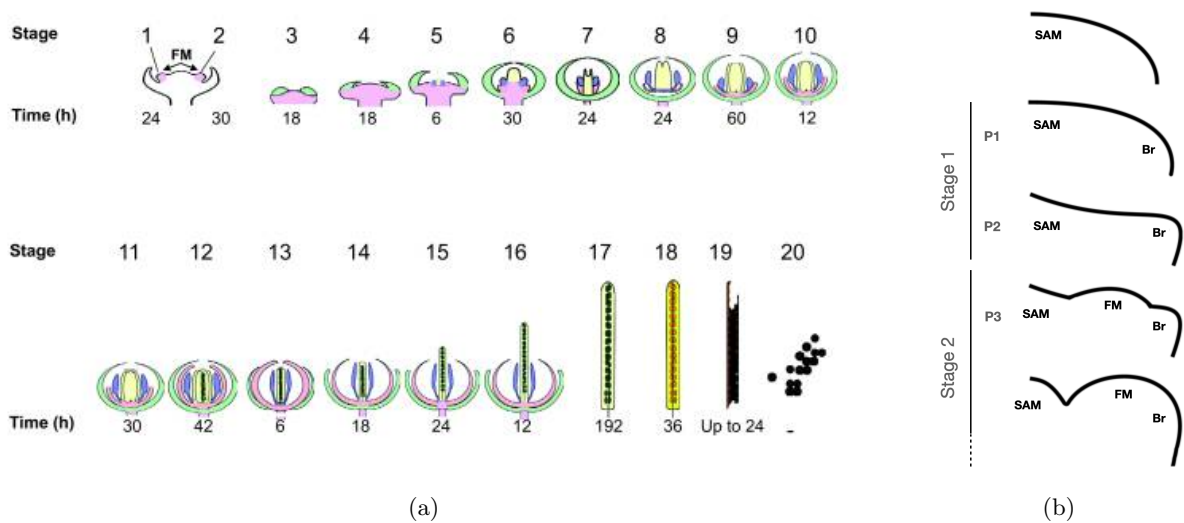 Stage 1 2 3 4 5 6 7 8 9 10
FM
Time (h) 24 30 18 18 6 30 24 24 60 12
Stage 11 12 13 14 15 16 17 18 19 20
Time (h) 30 42 6 18 24 12 192 36 Up to 24 -
(a)
SAM
Stage 1
P1
SAM
Br
P2
SAM
Br
Stage 2
P3
SAM
FM
Br
SAM
FM
Br
(b)